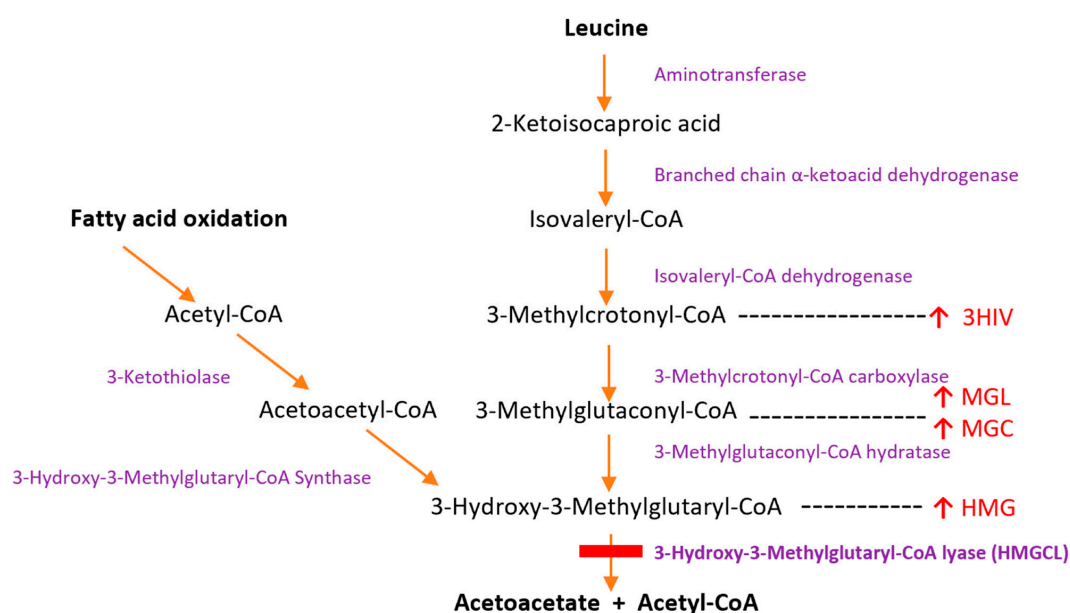 Leucine
Aminotransferase
2-Ketoisocaproic acid
Branched chain α-ketoacid dehydrogenase
Fatty acid oxidation
Isovaleryl-CoA
Isovaleryl-CoA dehydrogenase
Acetyl-CoA
3-Methylcrotonyl-CoA
3HIV
3-Ketothiolase
3-Methylcrotonyl-CoA carboxylase
MGL
Acetoacetyl-CoA
3-Methylglutaconyl-CoA
MGC
3-Methylglutaconyl-CoA hydratase
3-Hydroxy-3-Methylglutaryl-CoA Synthase
3-Hydroxy-3-Methylglutaryl-CoA
HMG
3-Hydroxy-3-Methylglutaryl-CoA lyase (HMGCL)
Acetoacetate + Acetyl-CoA